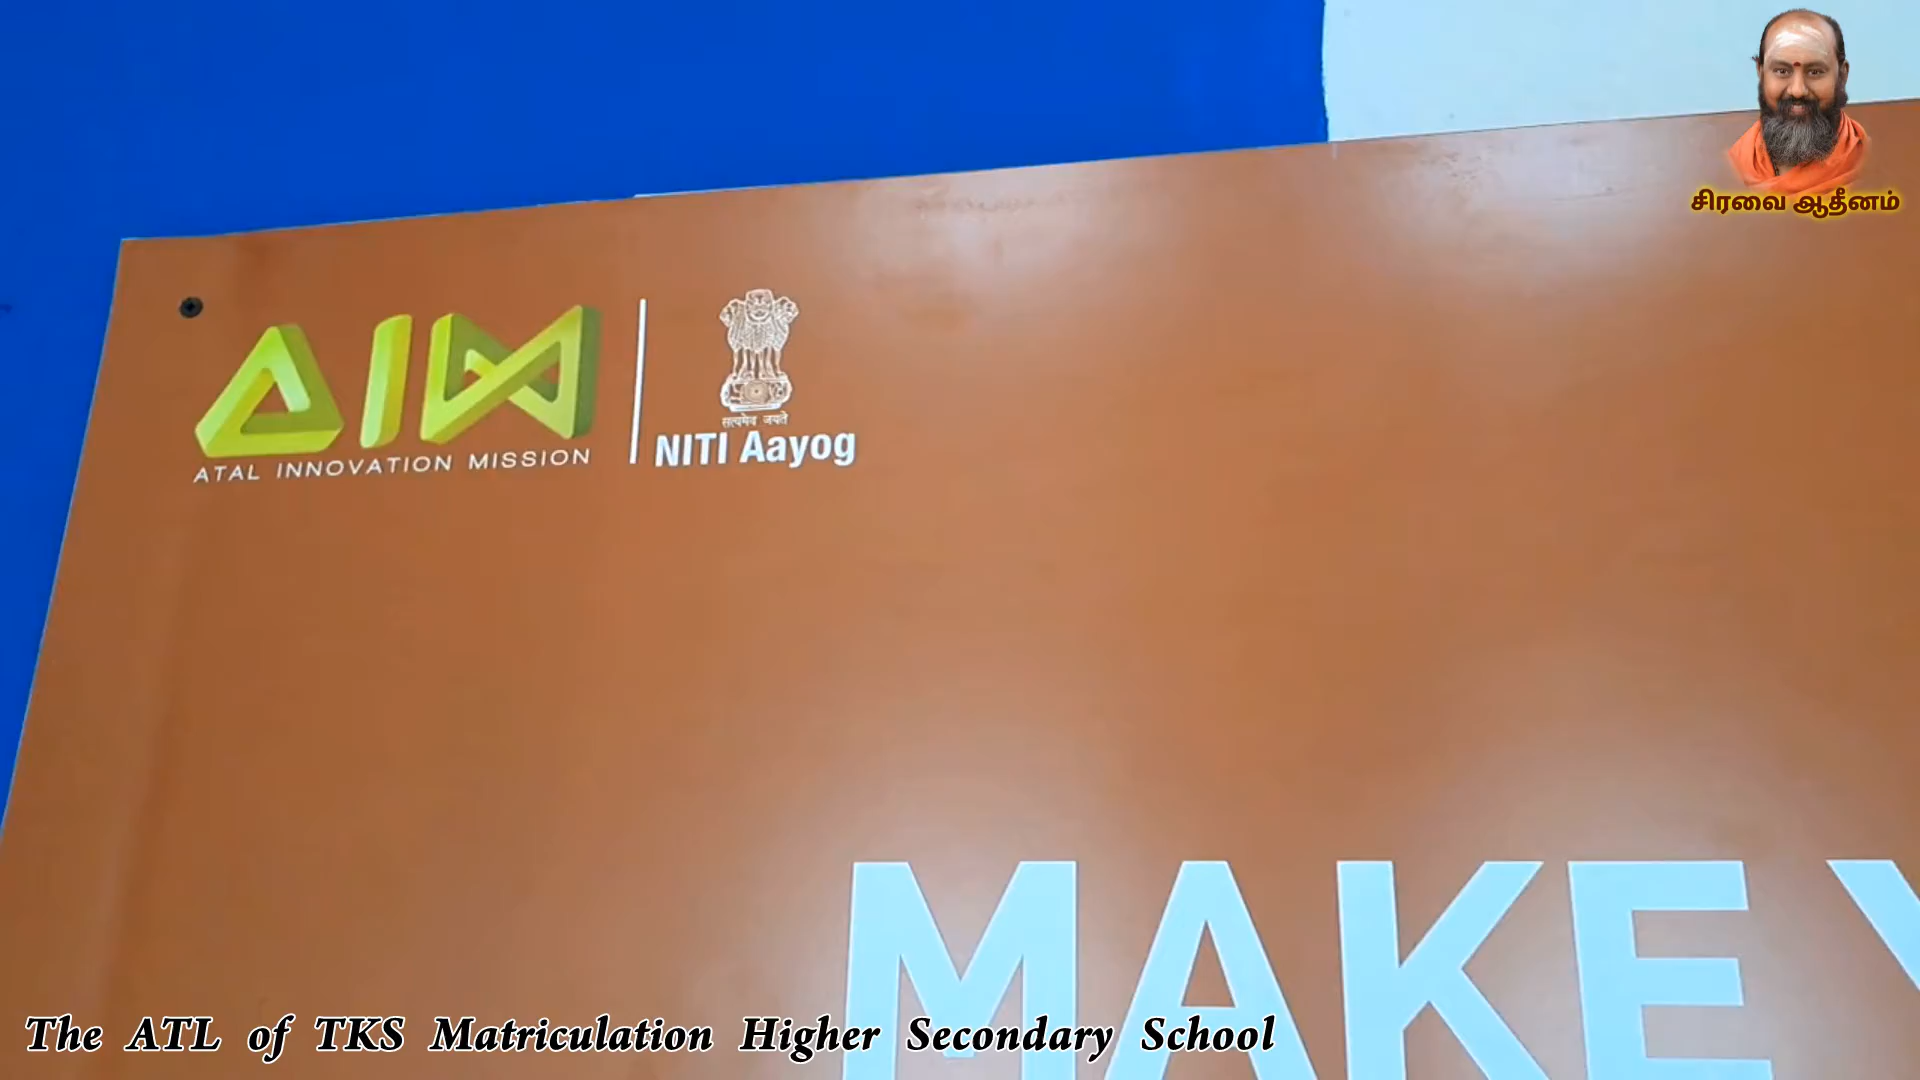 சிரவை ஆதீனம்
AIM
ATAL INNOVATION MISSION
सत्यमेव जयते
NITI Aayog
MAKE Y
The ATL of TKS Matriculation Higher Secondary School